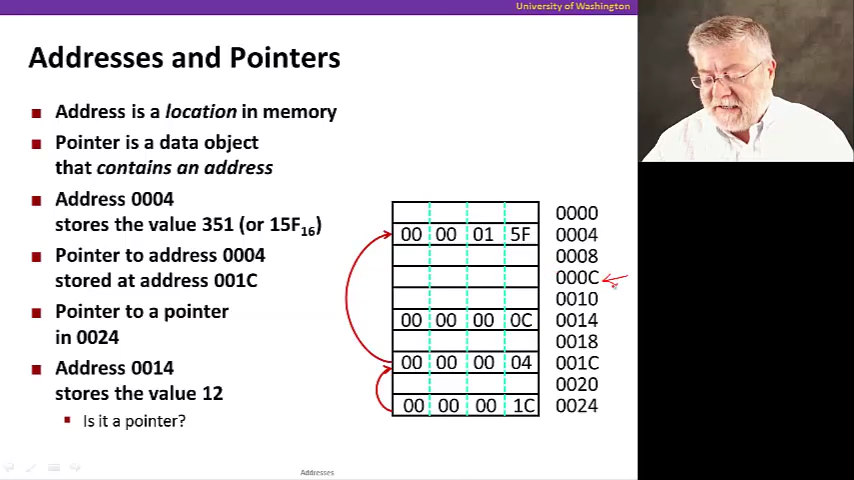 University of Washington
Addresses and Pointers
Address is a location in memory
Pointer is a data object
that contains an address
Address 0004
stores the value 351 (or 15F16)
Pointer to address 0004
stored at address 001C
Pointer to a pointer
in 0024
Address 0014
stores the value 12
Is it a pointer?
0000
00 00 01 5F 0004
0008
000C
0010
00 00 00 0C 0014
0018
00 00 00 04 001C
0020
00 00 00 1C 0024
Addresses